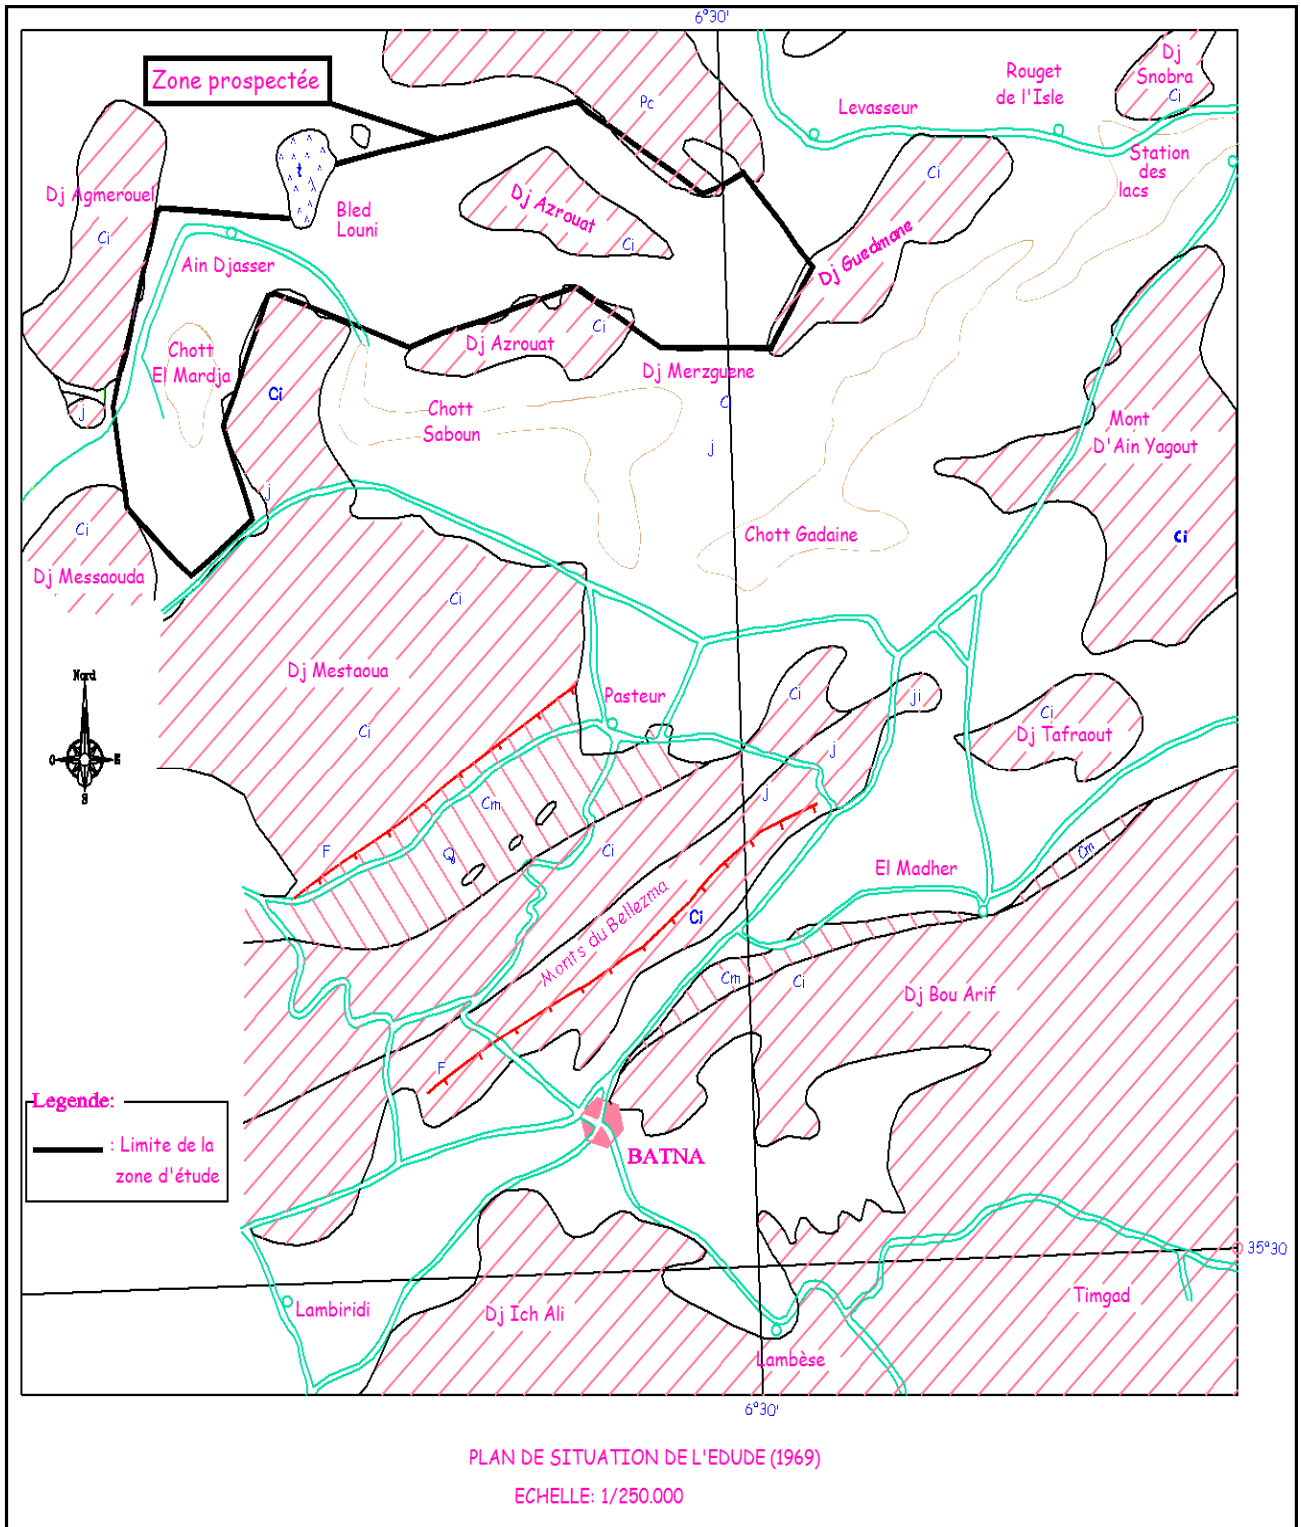 6°30'
Zone prospectée
Pc
Dj
Snobra
Ci
Rouget
de l'Isle
Levasseur
Station
des
lacs
Dj Agmerouel
Ci
Bled
Louni
Dj Azrouat
Ci
Ci
Dj Guedmane
Ain Djasser
Chott
El Mardja
Ci
Dj Azrouat
Ci
Dj Merzguene
j
Chott
Saboun
j
Mont
D'Ain Yagout
Ci
j
Ci
Dj Messaouda
Chott Gadaine
Ci
Dj Mestaoua
Ci
Nord
O
E
S
Pasteur
Ci
ji
Ci
Dj Tafraout
j
j
Cm
F
Q
Ci
El Madher
Cm
Monts du Bellezma
Ci
Cm
Ci
Dj Bou Arif
F
Legende:
: Limite de la
zone d'étude
BATNA
35°30
Lambiridi
Dj Ich Ali
Timgad
Lambèse
6°30'
PLAN DE SITUATION DE L'EDUDE (1969)
ECHELLE: 1/250.000